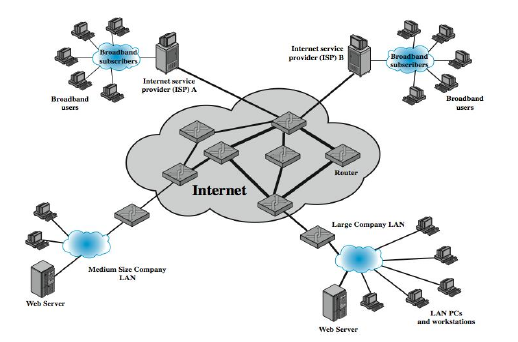 Broadband
subscribers
Internet service
provider (ISP) A
Broadband
users
Internet service
provider (ISP) B
Broadband
subscribers
Broadband
users
Router
Internet
Large Company LAN
Medium Size Company
LAN
Web Server
LAN PCs
and workstations
Web Server